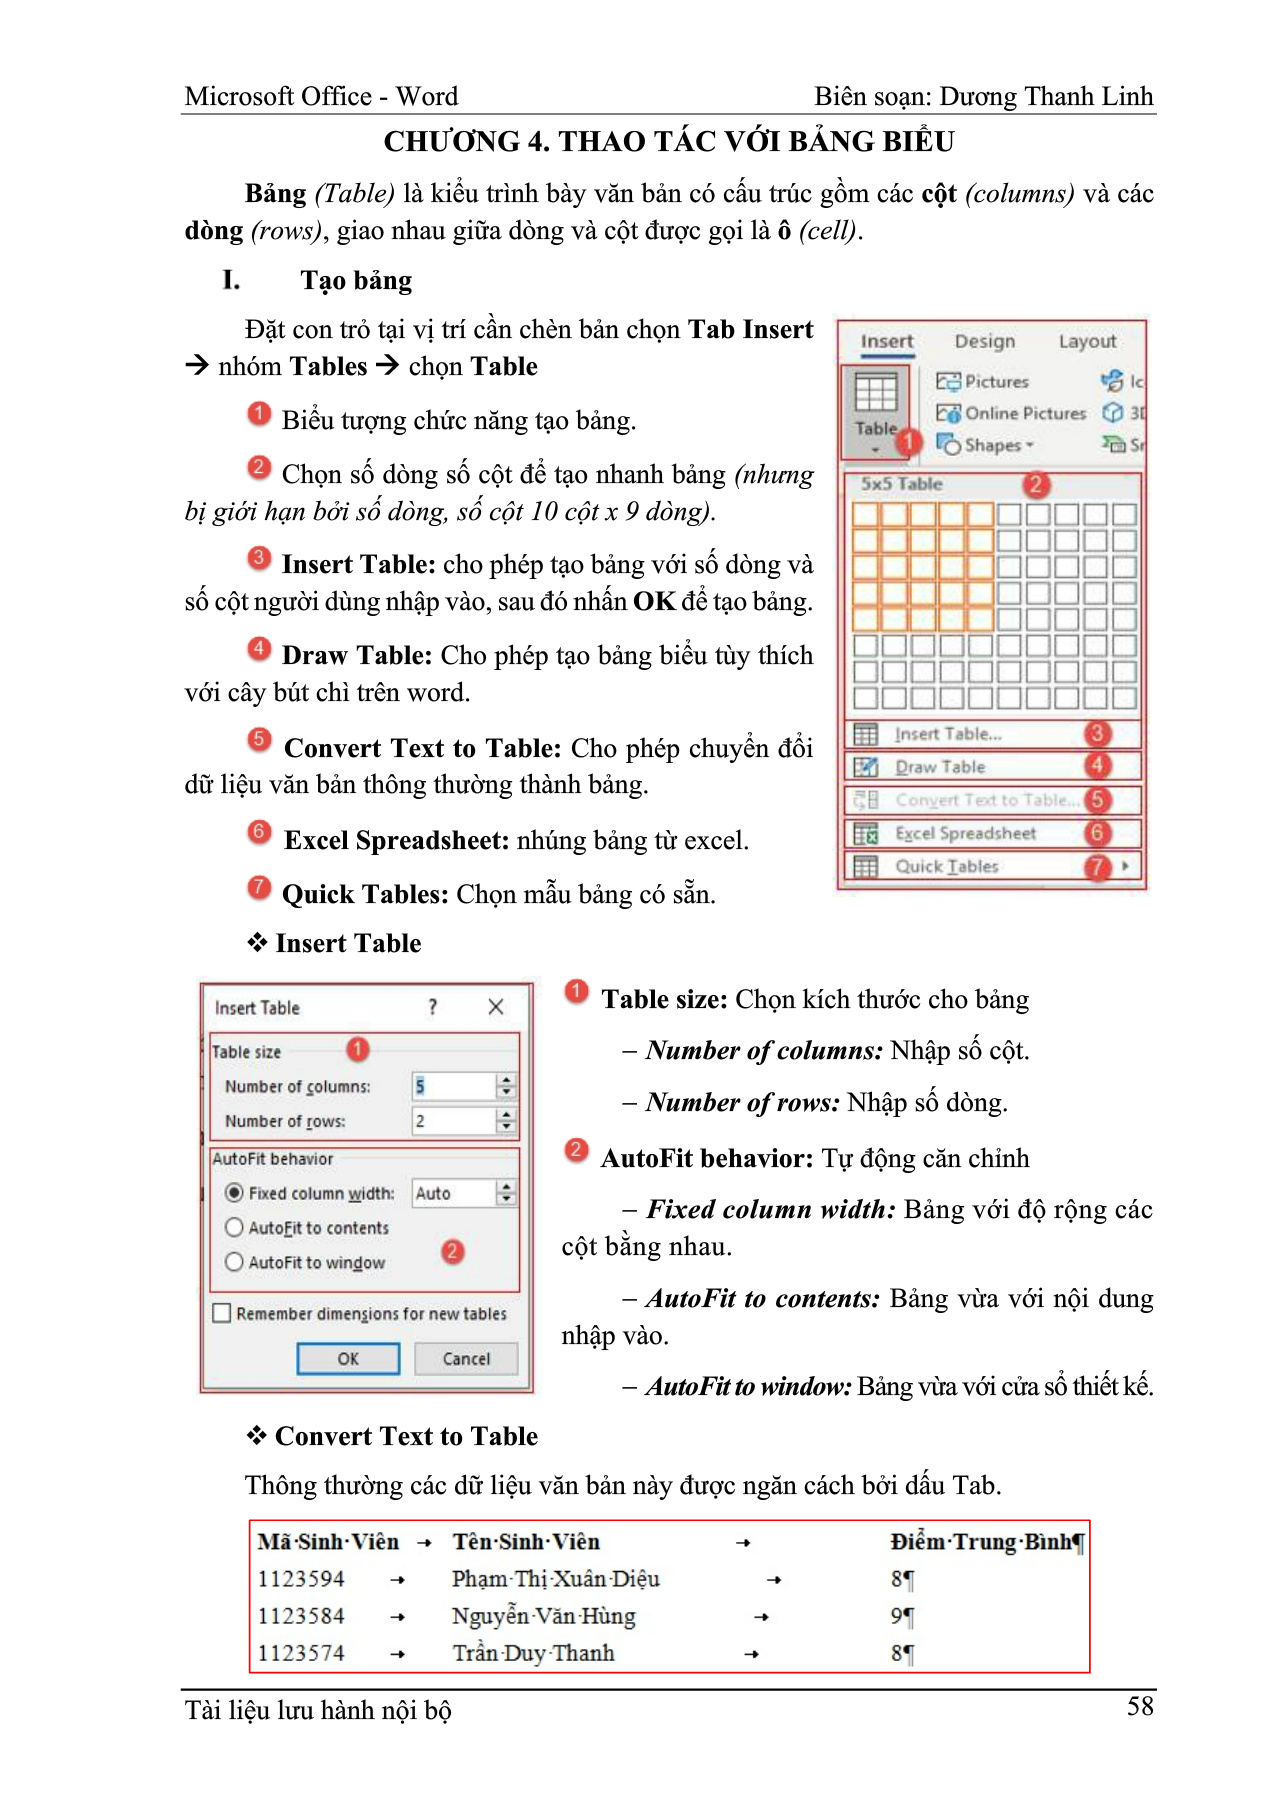 Microsoft Office - Word
Biên soạn: Dương Thanh Linh
CHƯƠNG 4. THAO TÁC VỚI BẢNG BIỂU
Bảng (Table) là kiểu trình bày văn bản có cấu trúc gồm các cột (columns) và các
dòng (rows), giao nhau giữa dòng và cột được gọi là ô (cell).
I. Tạo bảng
Đặt con trỏ tại vị trí cần chèn bản chọn Tab Insert
➔ nhóm Tables ➔ chọn Table
1 Biểu tượng chức năng tạo bảng.
2 Chọn số dòng số cột để tạo nhanh bảng (nhưng
bị giới hạn bởi số dòng, số cột 10 cột x 9 dòng).
3 Insert Table: cho phép tạo bảng với số dòng và
số cột người dùng nhập vào, sau đó nhấn OK để tạo bảng.
4 Draw Table: Cho phép tạo bảng biểu tùy thích
với cây bút chì trên word.
5 Convert Text to Table: Cho phép chuyển đổi
dữ liệu văn bản thông thường thành bảng.
6 Excel Spreadsheet: nhúng bảng từ excel.
7 Quick Tables: Chọn mẫu bảng có sẵn.
Insert Design Layout
Table 1
Pictures Ic
Online Pictures 3D
Shapes Sr
5x5 Table 2
Insert Table... 3
Draw Table 4
Convert Text to Table... 5
Excel Spreadsheet 6
Quick Tables 7
❖ Insert Table
Insert Table ? X
Table size 1
Number of columns: 5
Number of rows: 2
AutoFit behavior
Fixed column width: Auto
AutoFit to contents
AutoFit to window 2
Remember dimensions for new tables
OK Cancel
1 Table size: Chọn kích thước cho bảng
– Number of columns: Nhập số cột.
– Number of rows: Nhập số dòng.
2 AutoFit behavior: Tự động căn chỉnh
– Fixed column width: Bảng với độ rộng các
cột bằng nhau.
– AutoFit to contents: Bảng vừa với nội dung
nhập vào.
– AutoFit to window: Bảng vừa với cửa sổ thiết kế.
❖ Convert Text to Table
Thông thường các dữ liệu văn bản này được ngăn cách bởi dấu Tab.
Mã·Sinh·Viên → Tên·Sinh·Viên → Điểm·Trung·Bình¶
1123594 → Phạm·Thị·Xuân·Diệu → 8¶
1123584 → Nguyễn·Văn·Hùng → 9¶
1123574 → Trần·Duy·Thanh → 8¶
Tài liệu lưu hành nội bộ
58